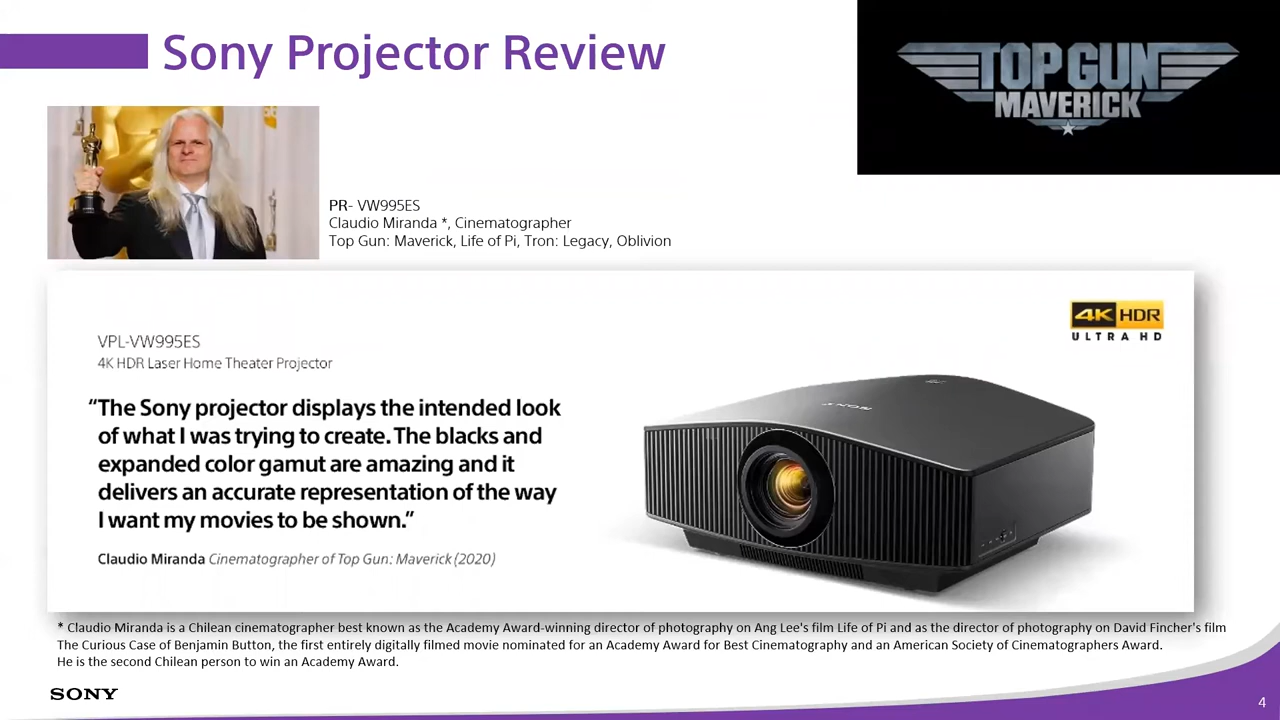 Sony Projector Review
TOP GUN
MAVERICK
PR- VW995ES
Claudio Miranda *, Cinematographer
Top Gun: Maverick, Life of Pi, Tron: Legacy, Oblivion
4K HDR
ULTRA HD
VPL-VW995ES
4K HDR Laser Home Theater Projector
“The Sony projector displays the intended look
of what I was trying to create. The blacks and
expanded color gamut are amazing and it
delivers an accurate representation of the way
I want my movies to be shown.”
Claudio Miranda Cinematographer of Top Gun: Maverick (2020)
SONY
* Claudio Miranda is a Chilean cinematographer best known as the Academy Award-winning director of photography on Ang Lee's film Life of Pi and as the director of photography on David Fincher's film
The Curious Case of Benjamin Button, the first entirely digitally filmed movie nominated for an Academy Award for Best Cinematography and an American Society of Cinematographers Award.
He is the second Chilean person to win an Academy Award.
SONY
4